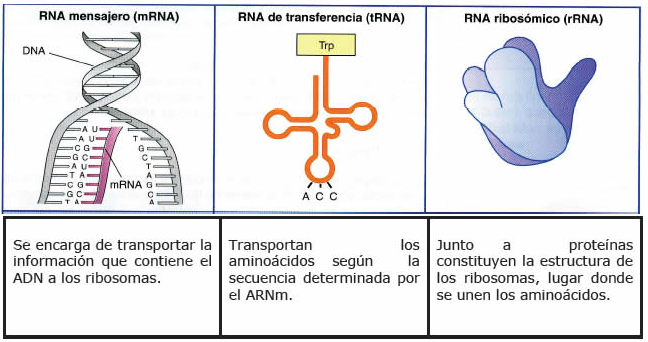 RNA mensajero (mRNA)
DNA
A U
U
C G
A U
mRNA
T
G
C
T
A
G
C
A
RNA de transferencia (tRNA)
Trp
A C C
RNA ribosómico (rRNA)
Se encarga de transportar la
información que contiene el
ADN a los ribosomas.
Transportan los
aminoácidos según la
secuencia determinada por
el ARNm.
Junto a proteínas
constituyen la estructura de
los ribosomas, lugar donde
se unen los aminoácidos.